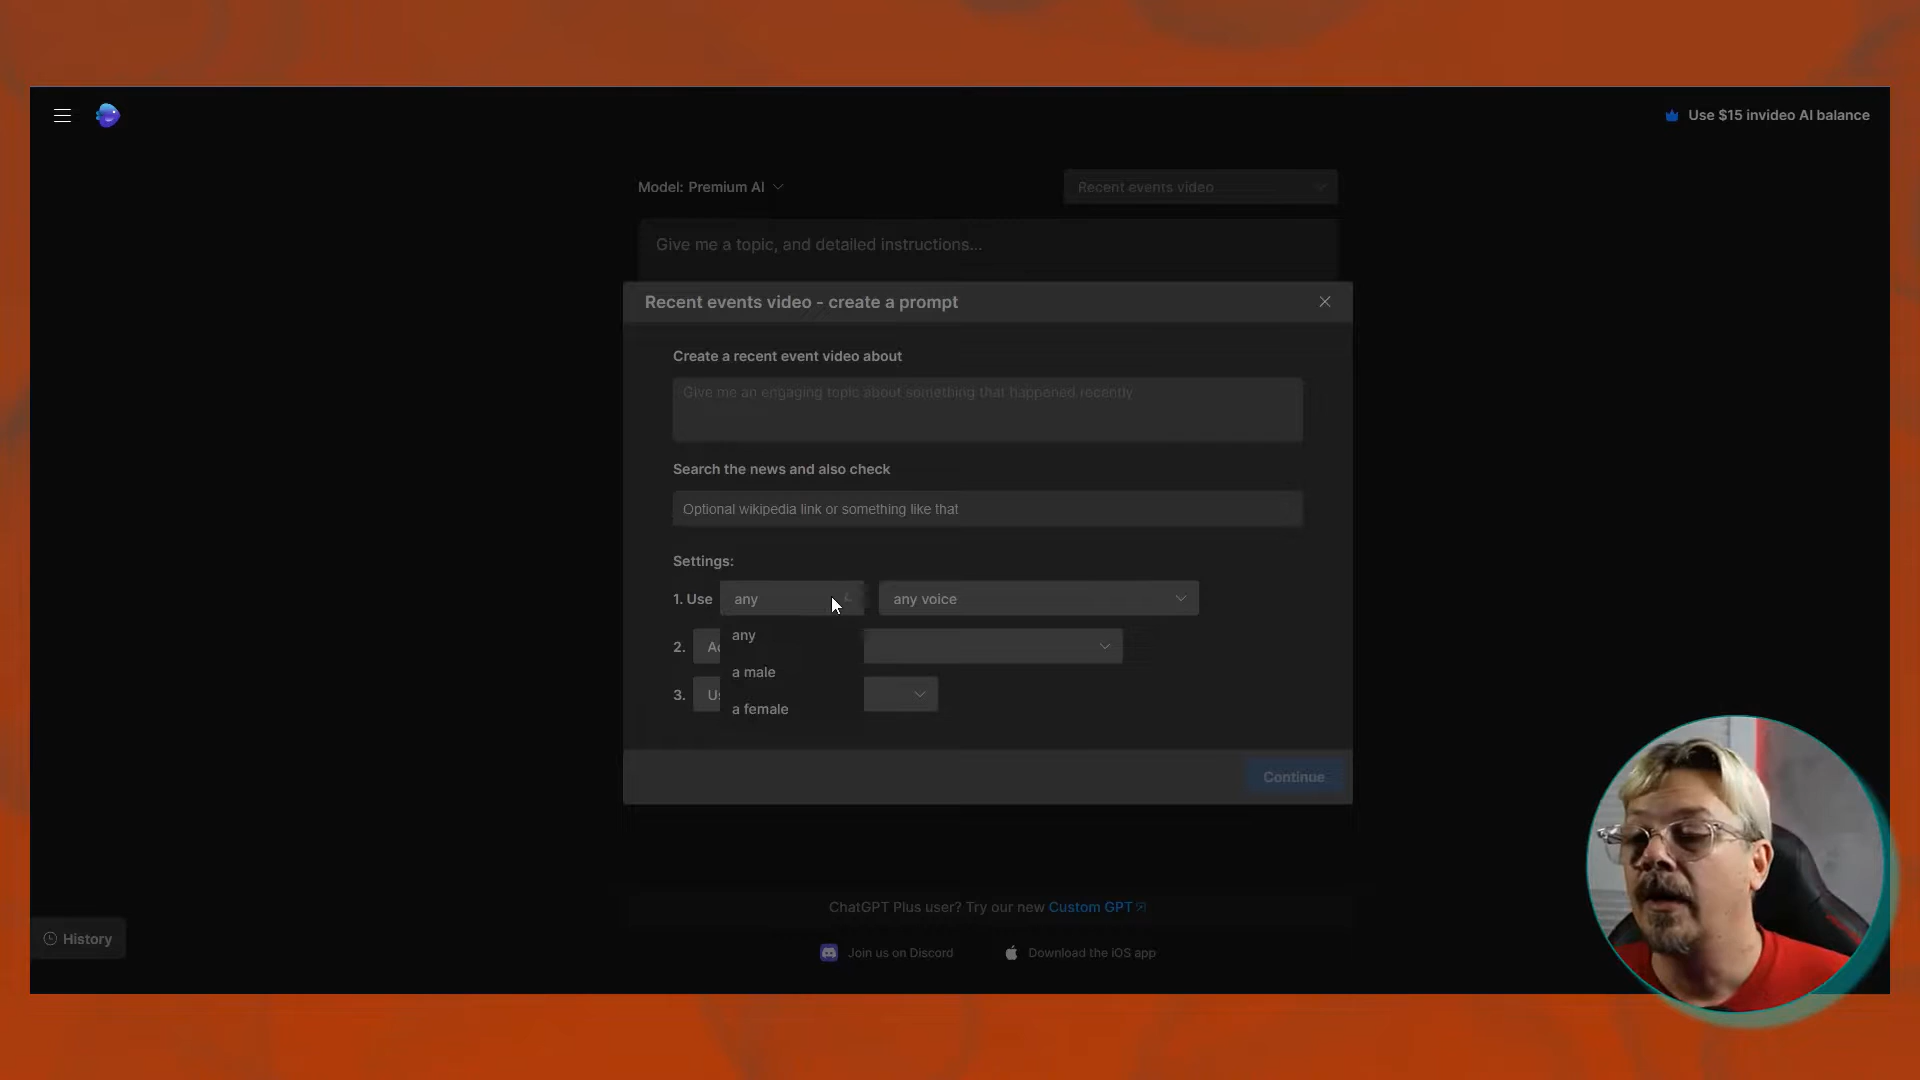 Use $15 invideo AI balance
Model: Premium AI
Recent events video
Give me a topic, and detailed instructions...
Recent events video - create a prompt
Create a recent event video about
Give me an engaging topic about something that happened recently
Search the news and also check
Optional wikipedia link or something like that
Settings:
1. Use any any voice
any
2.
a male
3.
a female
Continue
ChatGPT Plus user? Try our new Custom GPT
History
Join us on Discord Download the iOS app